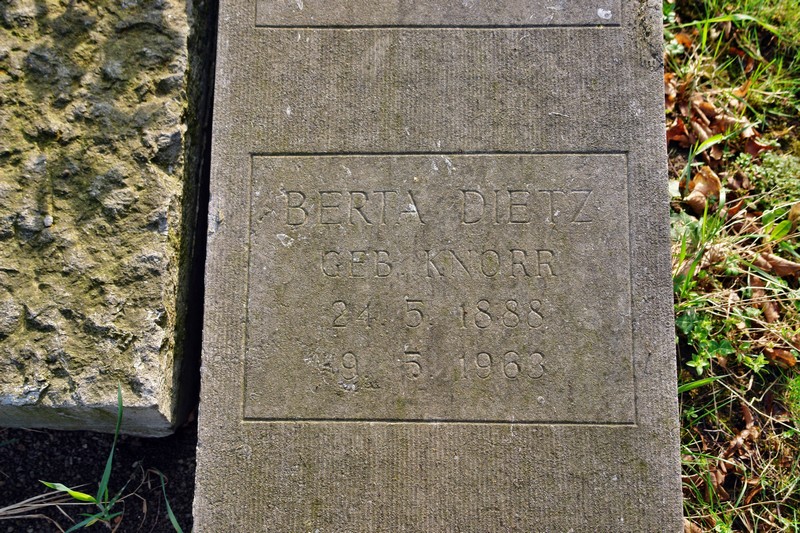 BERTA DIETZ
GEB. KNORR
24. 5. 1888
9. 5. 1963